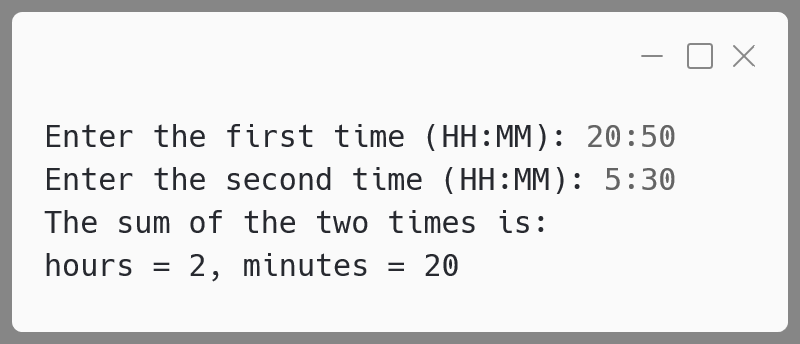 Enter the first time (HH:MM): 20:50
Enter the second time (HH:MM): 5:30
The sum of the two times is:
hours = 2, minutes = 20